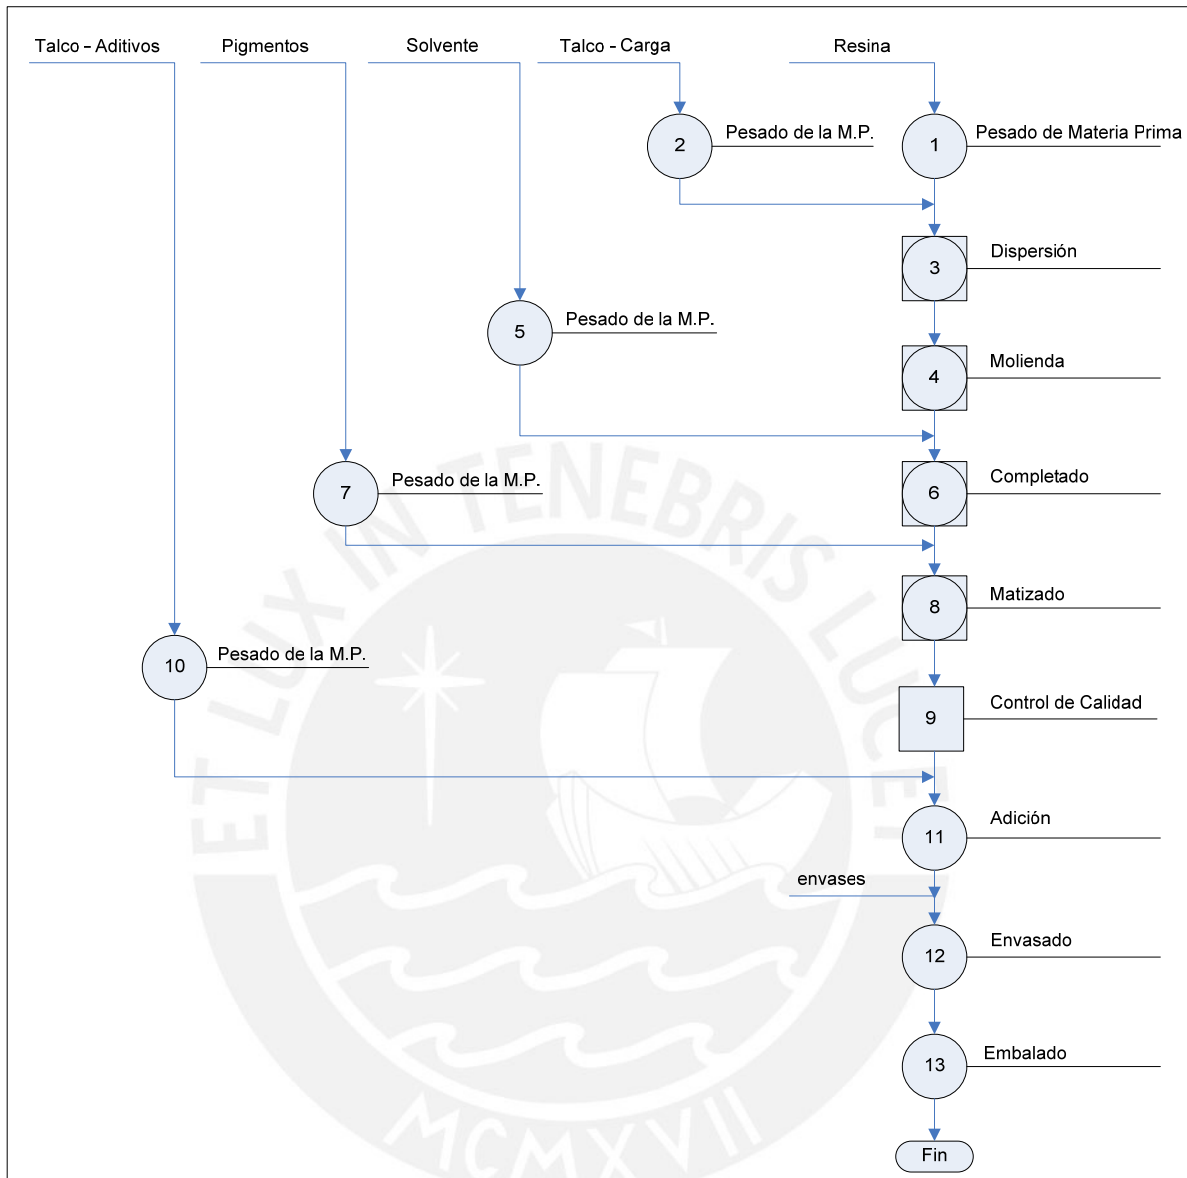 Talco - Aditivos
Pigmentos
Solvente
Talco - Carga
Resina
2
Pesado de la M.P.
1
Pesado de Materia Prima
3
Dispersión
5
Pesado de la M.P.
4
Molienda
7
Pesado de la M.P.
6
Completado
8
Matizado
10
Pesado de la M.P.
9
Control de Calidad
11
Adición
envases
12
Envasado
13
Embalado
Fin
ET LUX IN TENEBRIS LUCET
MCMXVII